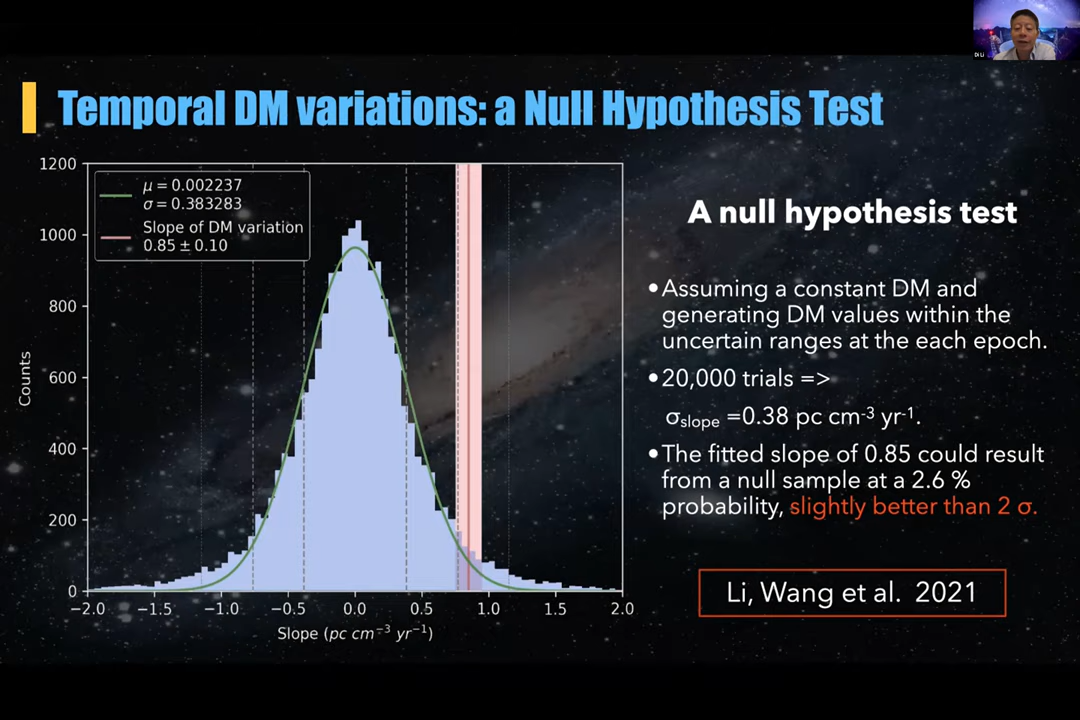 Di Li
Temporal DM variations: a Null Hypothesis Test
1200
1000
800
600
400
200
0
Counts
μ = 0.002237
σ = 0.383283
Slope of DM variation
0.85 ± 0.10
−2.0 −1.5 −1.0 −0.5 0.0 0.5 1.0 1.5 2.0
Slope (pc cm⁻³ yr⁻¹)
A null hypothesis test
•Assuming a constant DM and
generating DM values within the
uncertain ranges at the each epoch.
•20,000 trials =>
σslope =0.38 pc cm-3 yr-1.
•The fitted slope of 0.85 could result
from a null sample at a 2.6 %
probability, slightly better than 2 σ.
Li, Wang et al. 2021